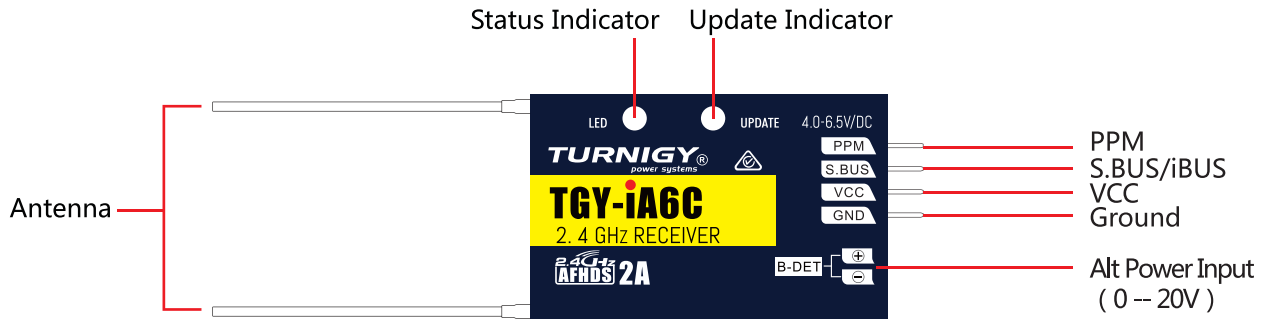 Status Indicator
Update Indicator
LED
UPDATE
4.0-6.5V/DC
TURNIGY®
power systems
TGY-iA6C
2. 4 GHz RECEIVER
2.4GHz
AFHDS 2A
PPM
S.BUS
VCC
GND
B-DET
+
−
Antenna
PPM
S.BUS/iBUS
VCC
Ground
Alt Power Input
( 0 -- 20V )